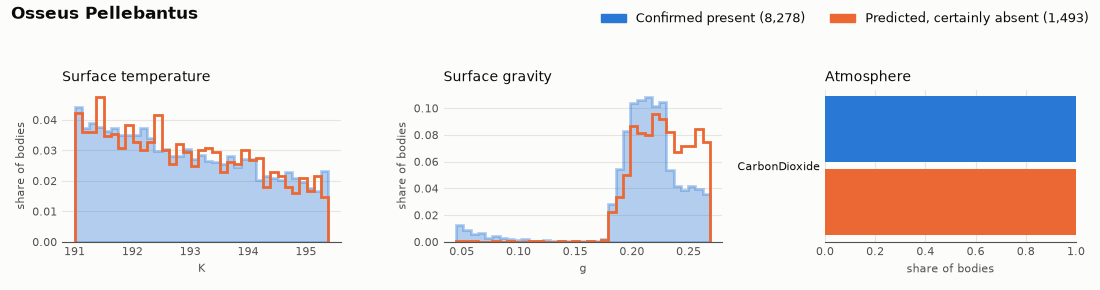 Osseus Pellebantus
Confirmed present (8,278)
Predicted, certainly absent (1,493)
Surface temperature
share of bodies
0.04
0.03
0.02
0.01
0.00
191
192
193
194
195
K
Surface gravity
share of bodies
0.10
0.08
0.06
0.04
0.02
0.00
0.05
0.10
0.15
0.20
0.25
g
Atmosphere
CarbonDioxide
0.0
0.2
0.4
0.6
0.8
1.0
share of bodies